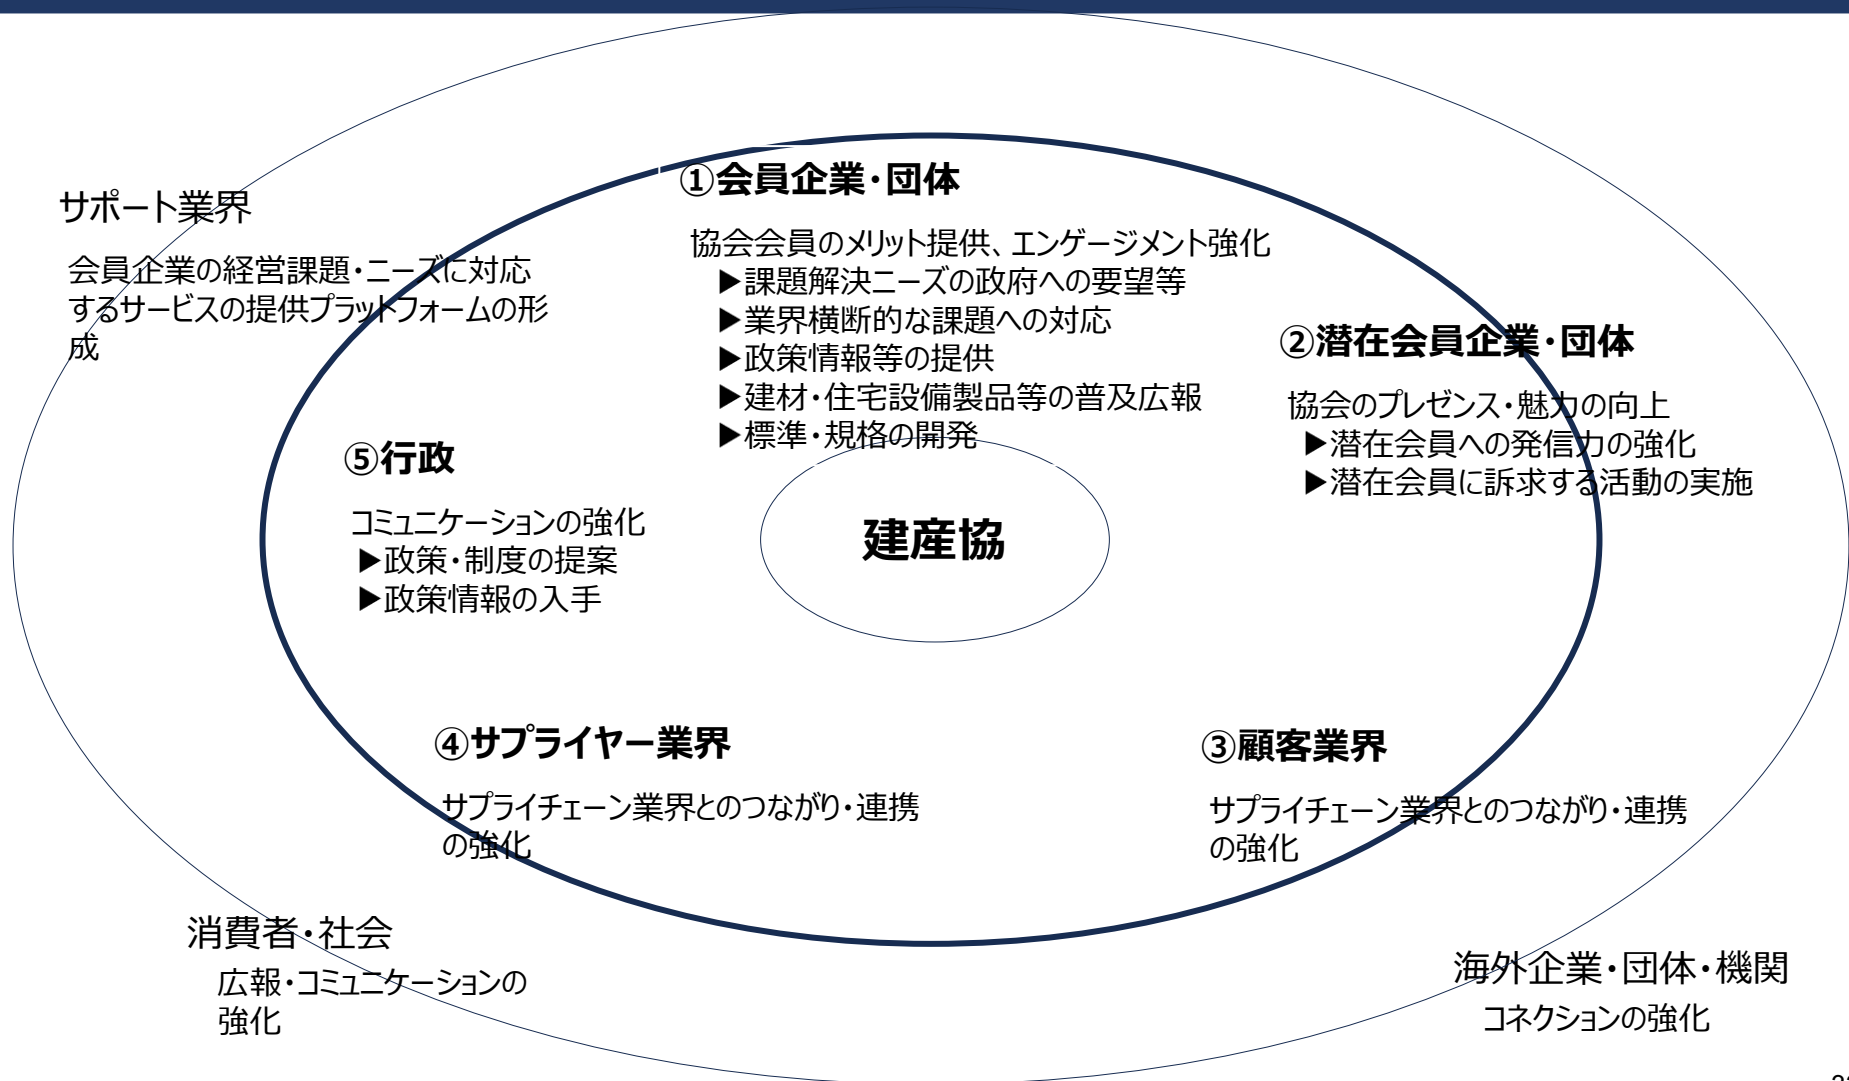 ①会員企業・団体
協会会員のメリット提供、エンゲージメント強化
▶課題解決ニーズの政府への要望等
▶業界横断的な課題への対応
▶政策情報等の提供
▶建材・住宅設備製品等の普及広報
▶標準・規格の開発
サポート業界
会員企業の経営課題・ニーズに対応
するサービスの提供プラットフォームの形
成
②潜在会員企業・団体
協会のプレゼンス・魅力の向上
▶潜在会員への発信力の強化
▶潜在会員に訴求する活動の実施
⑤行政
コミュニケーションの強化
▶政策・制度の提案
▶政策情報の入手
建産協
④サプライヤー業界
サプライチェーン業界とのつながり・連携
の強化
③顧客業界
サプライチェーン業界とのつながり・連携
の強化
消費者・社会
広報・コミュニケーションの
強化
海外企業・団体・機関
コネクションの強化